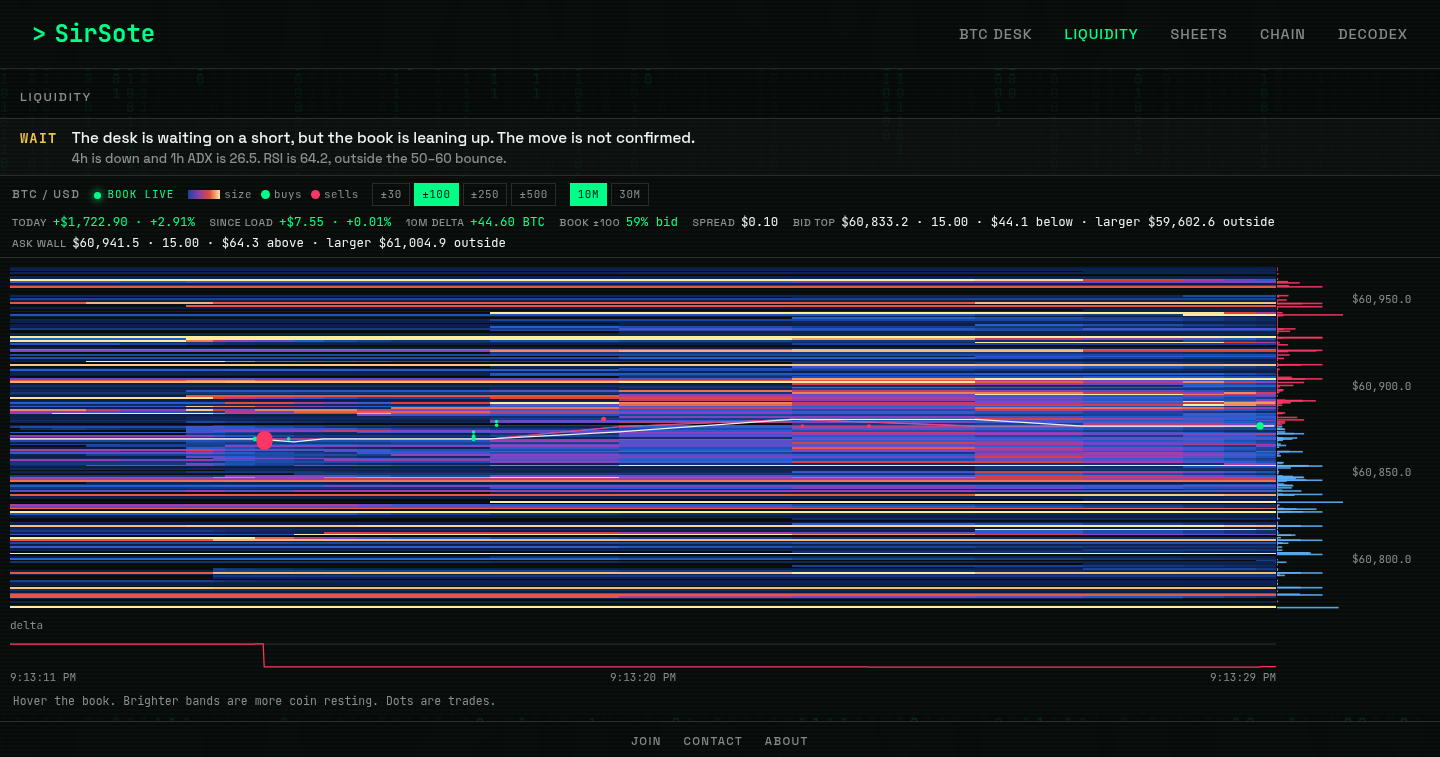 > SirSote
BTC DESK LIQUIDITY SHEETS CHAIN DECODEX
LIQUIDITY
WAIT The desk is waiting on a short, but the book is leaning up. The move is not confirmed.
4h is down and 1h ADX is 26.5. RSI is 64.2, outside the 50–60 bounce.
BTC / USD BOOK LIVE size buys sells ±30 ±100 ±250 ±500 10M 30M
TODAY +$1,722.90 · +2.91% SINCE LOAD +$7.55 · +0.01% 10M DELTA +44.60 BTC BOOK ±100 59% bid SPREAD $0.10 BID TOP $60,833.2 · 15.00 · $44.1 below · larger $59,602.6 outside
ASK WALL $60,941.5 · 15.00 · $64.3 above · larger $61,004.9 outside
$60,950.0
$60,900.0
$60,850.0
$60,800.0
delta
9:13:11 PM 9:13:20 PM 9:13:29 PM
Hover the book. Brighter bands are more coin resting. Dots are trades.
JOIN CONTACT ABOUT